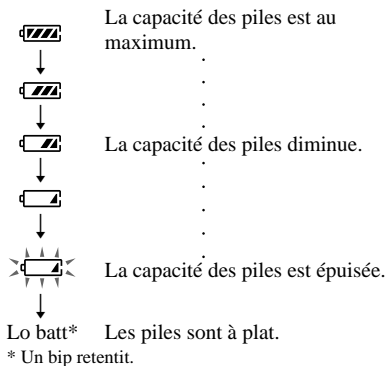 La capacité des piles est au
maximum.
La capacité des piles diminue.
La capacité des piles est épuisée.
Lo batt* Les piles sont à plat.
* Un bip retentit.